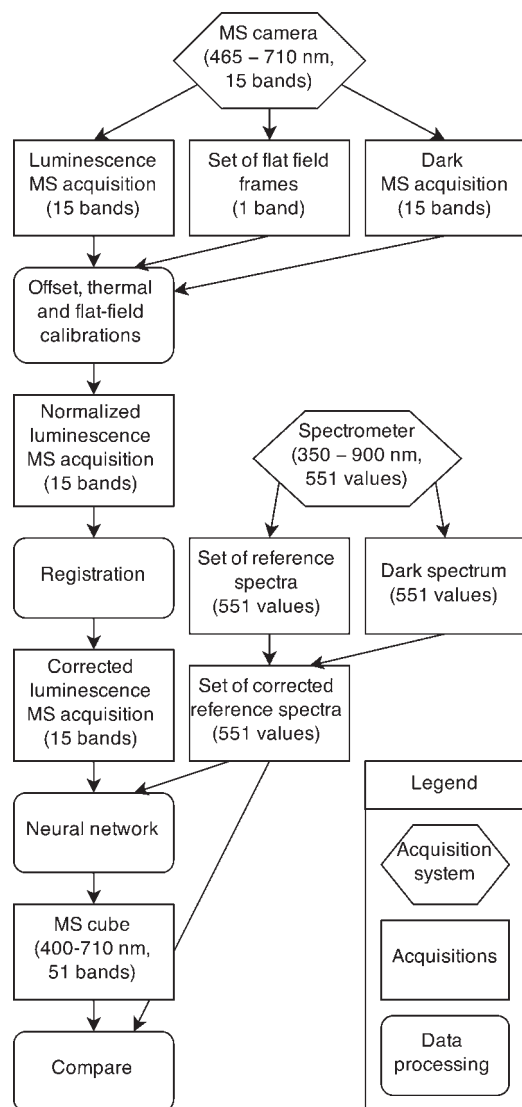 MS camera
(465 – 710 nm,
15 bands)
Luminescence
MS acquisition
(15 bands)
Set of flat field
frames
(1 band)
Dark
MS acquisition
(15 bands)
Offset, thermal
and flat-field
calibrations
Normalized
luminescence
MS acquisition
(15 bands)
Spectrometer
(350 – 900 nm,
551 values)
Registration
Set of reference
spectra
(551 values)
Dark spectrum
(551 values)
Corrected
luminescence
MS acquisition
(15 bands)
Set of corrected
reference spectra
(551 values)
Neural network
MS cube
(400-710 nm,
51 bands)
Compare
Legend
Acquisition
system
Acquisitions
Data
processing